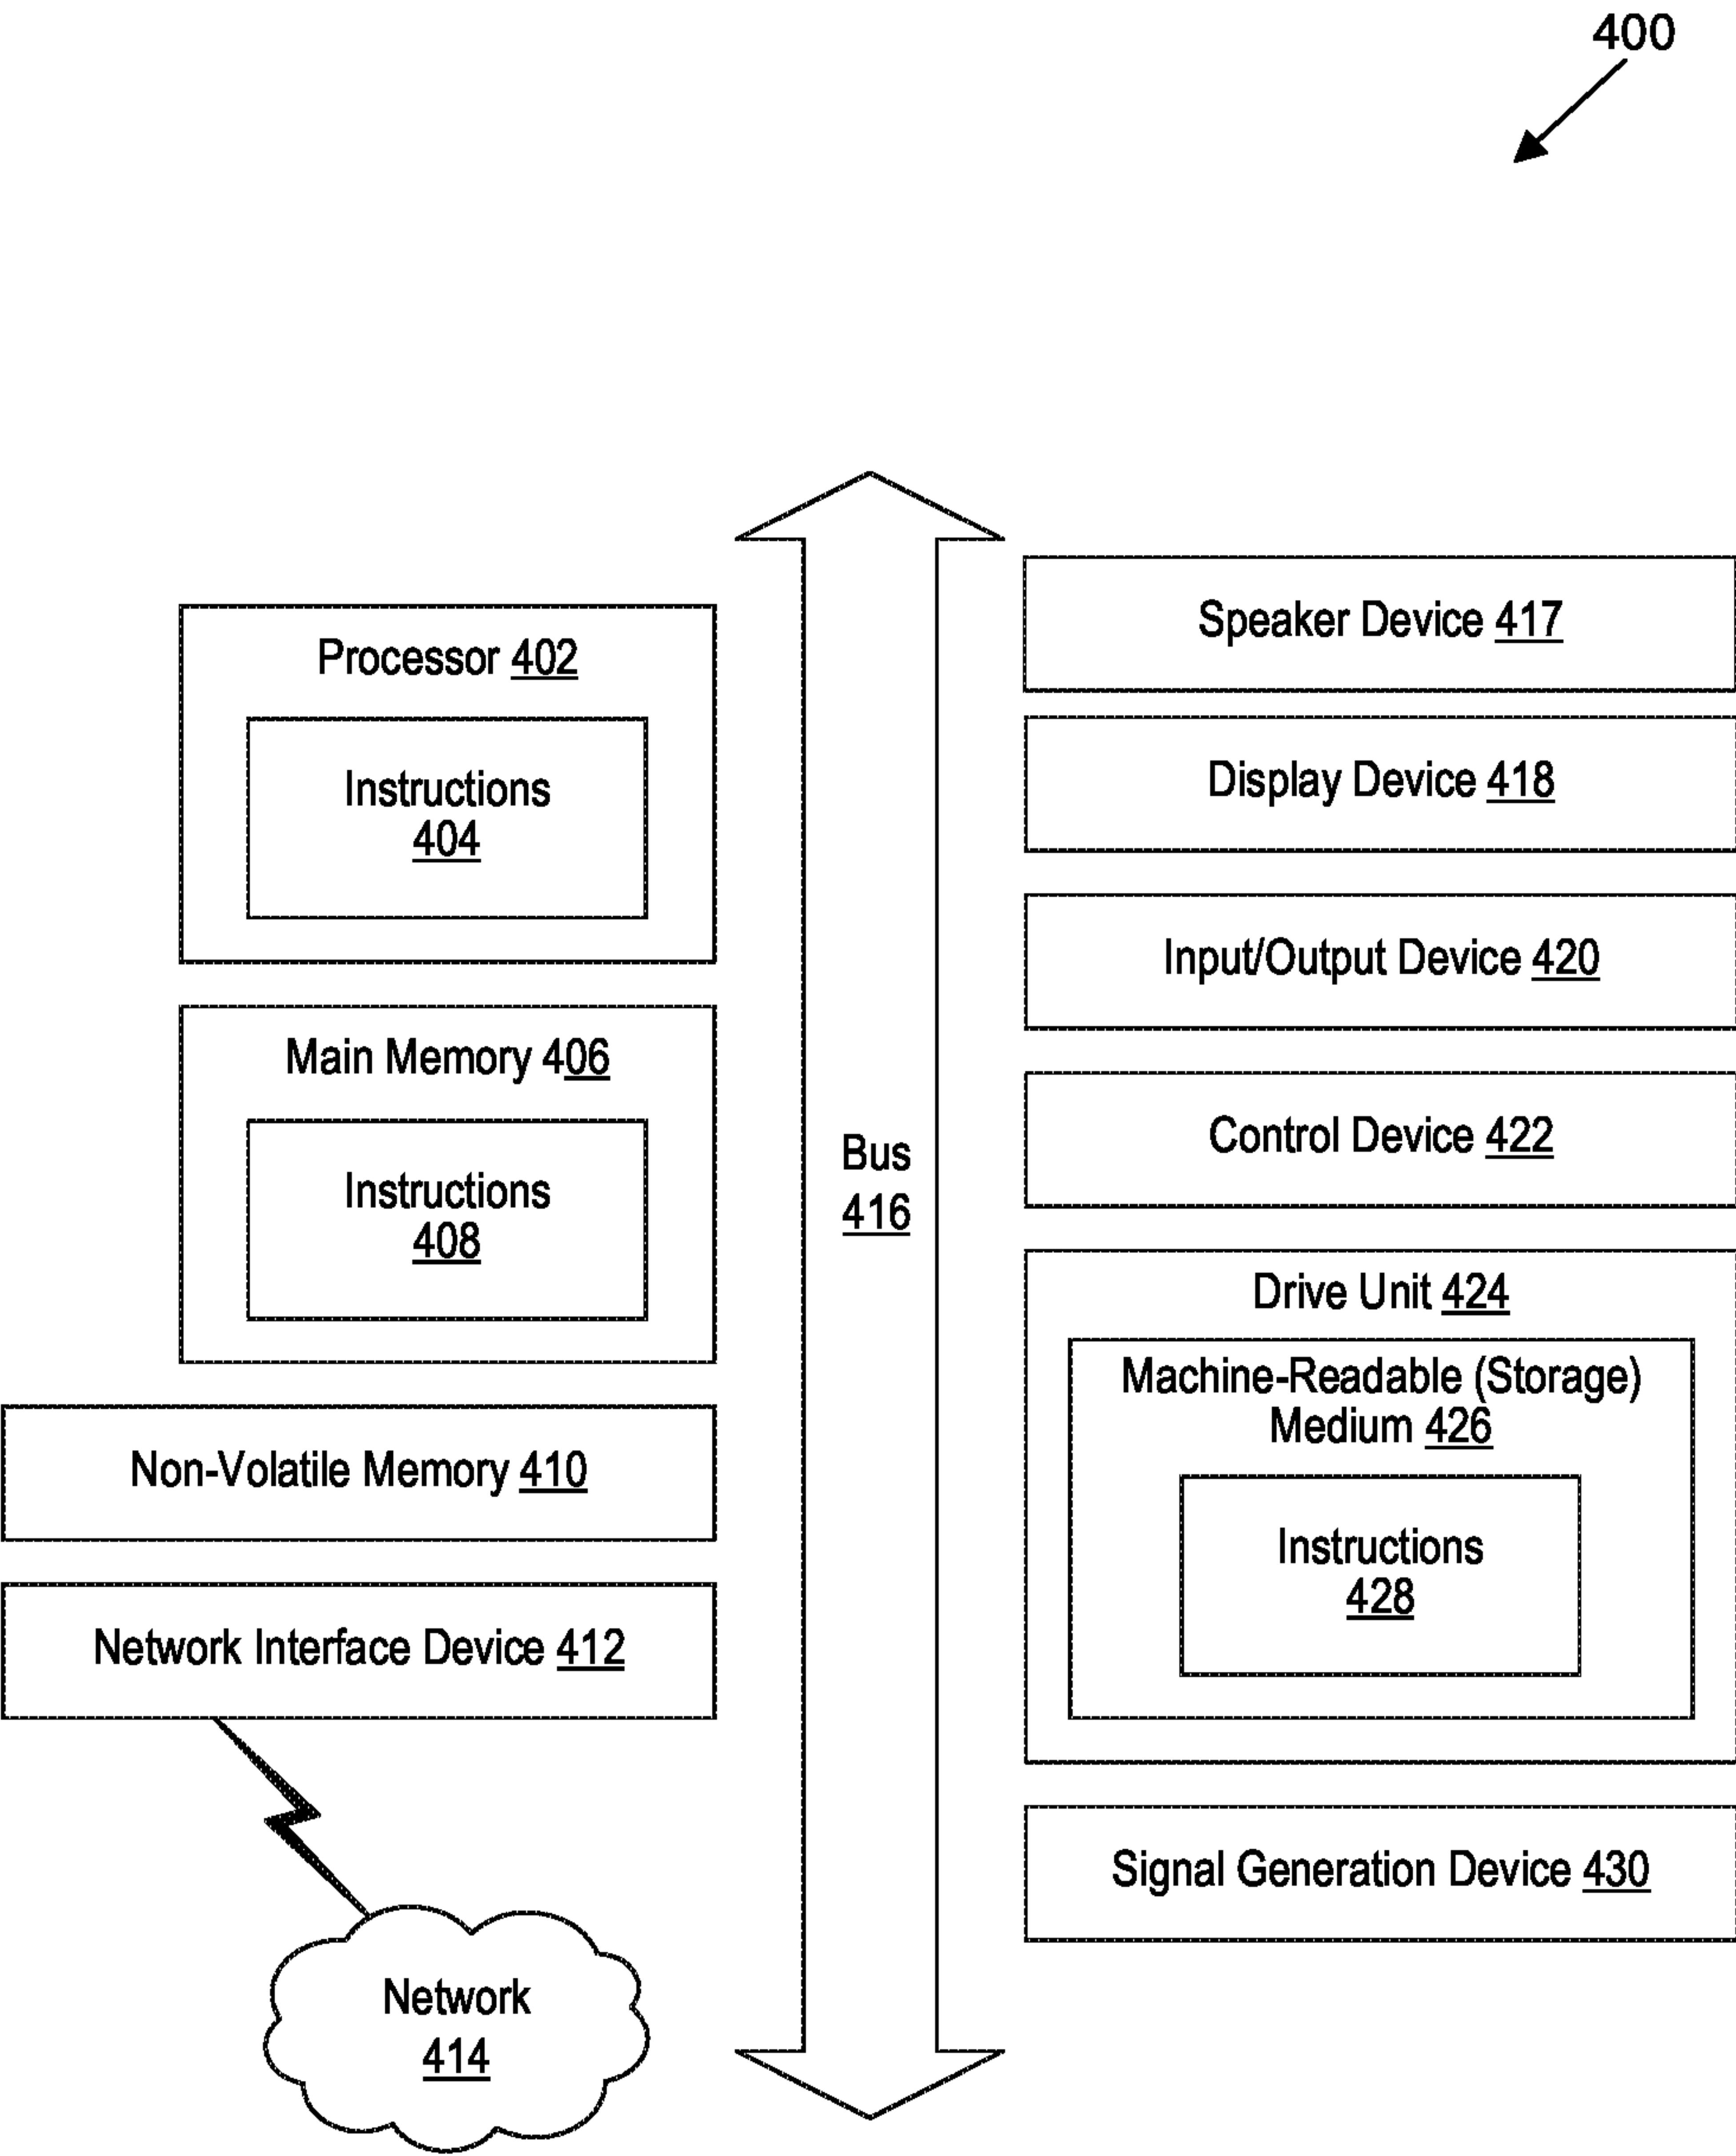 400
Processor 402
Instructions
404
Main Memory 406
Instructions
408
Non-Volatile Memory 410
Network Interface Device 412
Network
414
Bus
416
Speaker Device 417
Display Device 418
Input/Output Device 420
Control Device 422
Drive Unit 424
Machine-Readable (Storage)
Medium 426
Instructions
428
Signal Generation Device 430